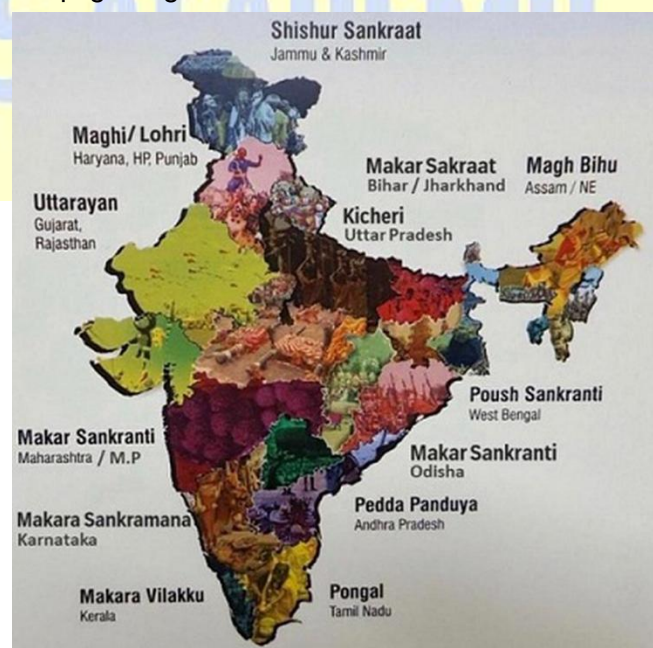 Shishur Sankraat
Jammu & Kashmir
Maghi/ Lohri
Haryana, HP, Punjab
Makar Sakraat
Bihar / Jharkhand
Magh Bihu
Assam / NE
Uttarayan
Gujarat,
Rajasthan
Kicheri
Uttar Pradesh
Poush Sankranti
West Bengal
Makar Sankranti
Maharashtra / M.P
Makar Sankranti
Odisha
Pedda Panduya
Andhra Pradesh
Makara Sankramana
Karnataka
Makara Vilakku
Kerala
Pongal
Tamil Nadu